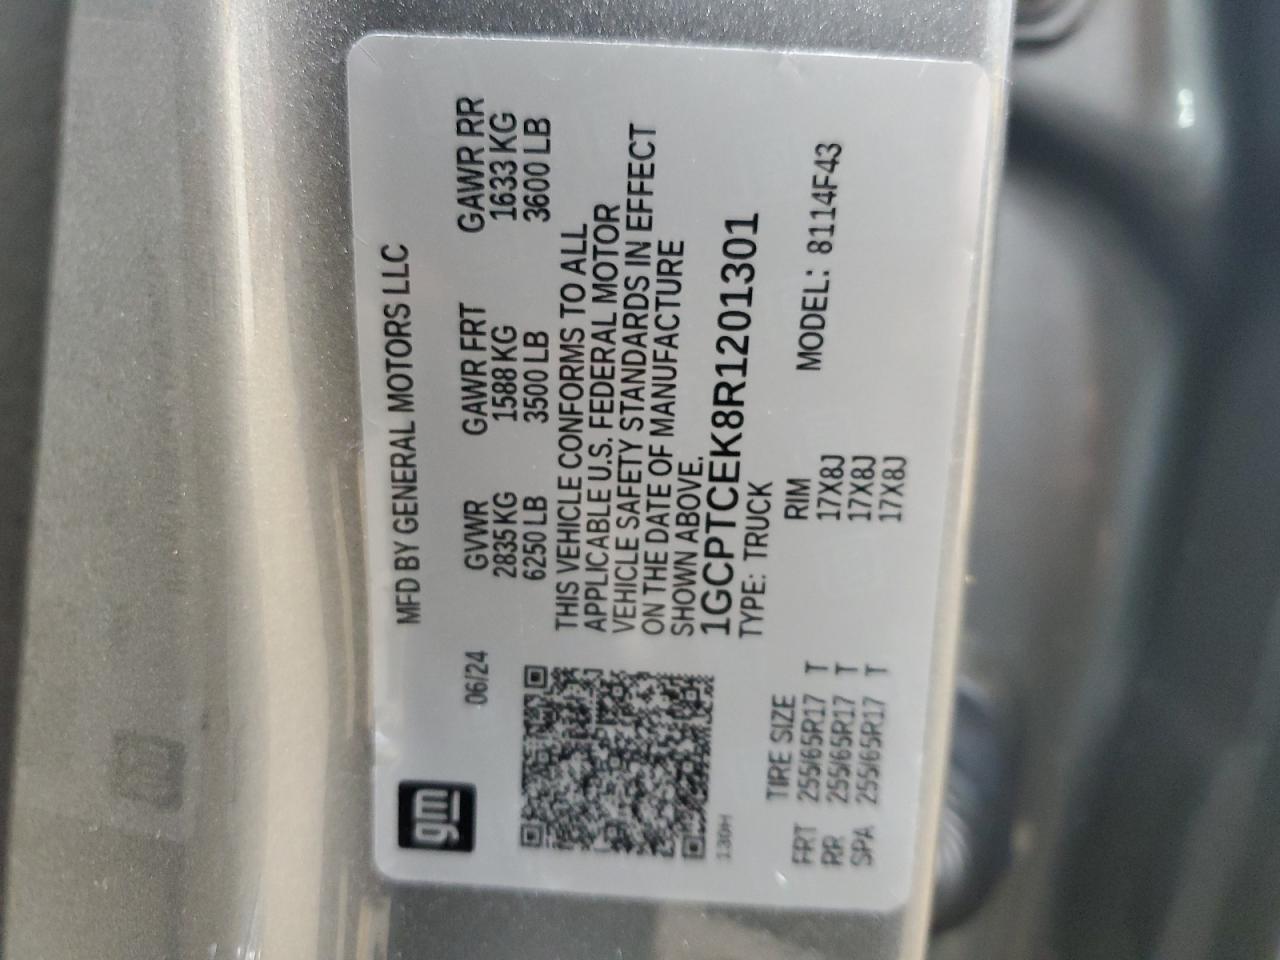 gm
MFD BY GENERAL MOTORS LLC
06/24
GVWR GAWR FRT GAWR RR
2835 KG 1588 KG 1633 KG
6250 LB 3500 LB 3600 LB
THIS VEHICLE CONFORMS TO ALL
APPLICABLE U.S. FEDERAL MOTOR
VEHICLE SAFETY STANDARDS IN EFFECT
ON THE DATE OF MANUFACTURE
SHOWN ABOVE.
1GCPTCEK8R1201301
TYPE: TRUCK
130H
MODEL: 8114F43
TIRE SIZE RIM
FRT 255/65R17 T 17X8J
RR 255/65R17 T 17X8J
SPA 255/65R17 T 17X8J